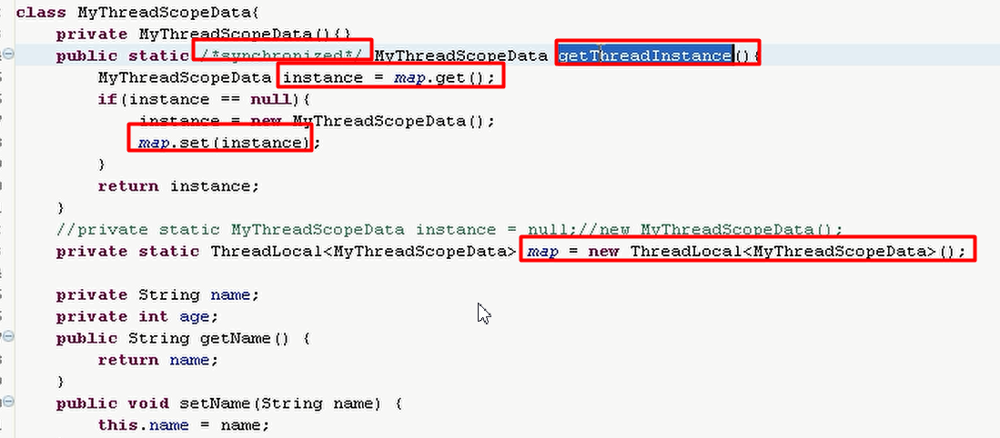 class MyThreadScopeData{
    private MyThreadScopeData(){}
    public static /*synchronized*/ MyThreadScopeData getThreadInstance(){
        MyThreadScopeData instance = map.get();
        if(instance == null){
            instance = new MyThreadScopeData();
            map.set(instance);
        }
        return instance;
    }
    //private static MyThreadScopeData instance = null;//new MyThreadScopeData();
    private static ThreadLocal<MyThreadScopeData> map = new ThreadLocal<MyThreadScopeData>();
    private String name;
    private int age;
    public String getName() {
        return name;
    }
    public void setName(String name) {
        this.name = name;